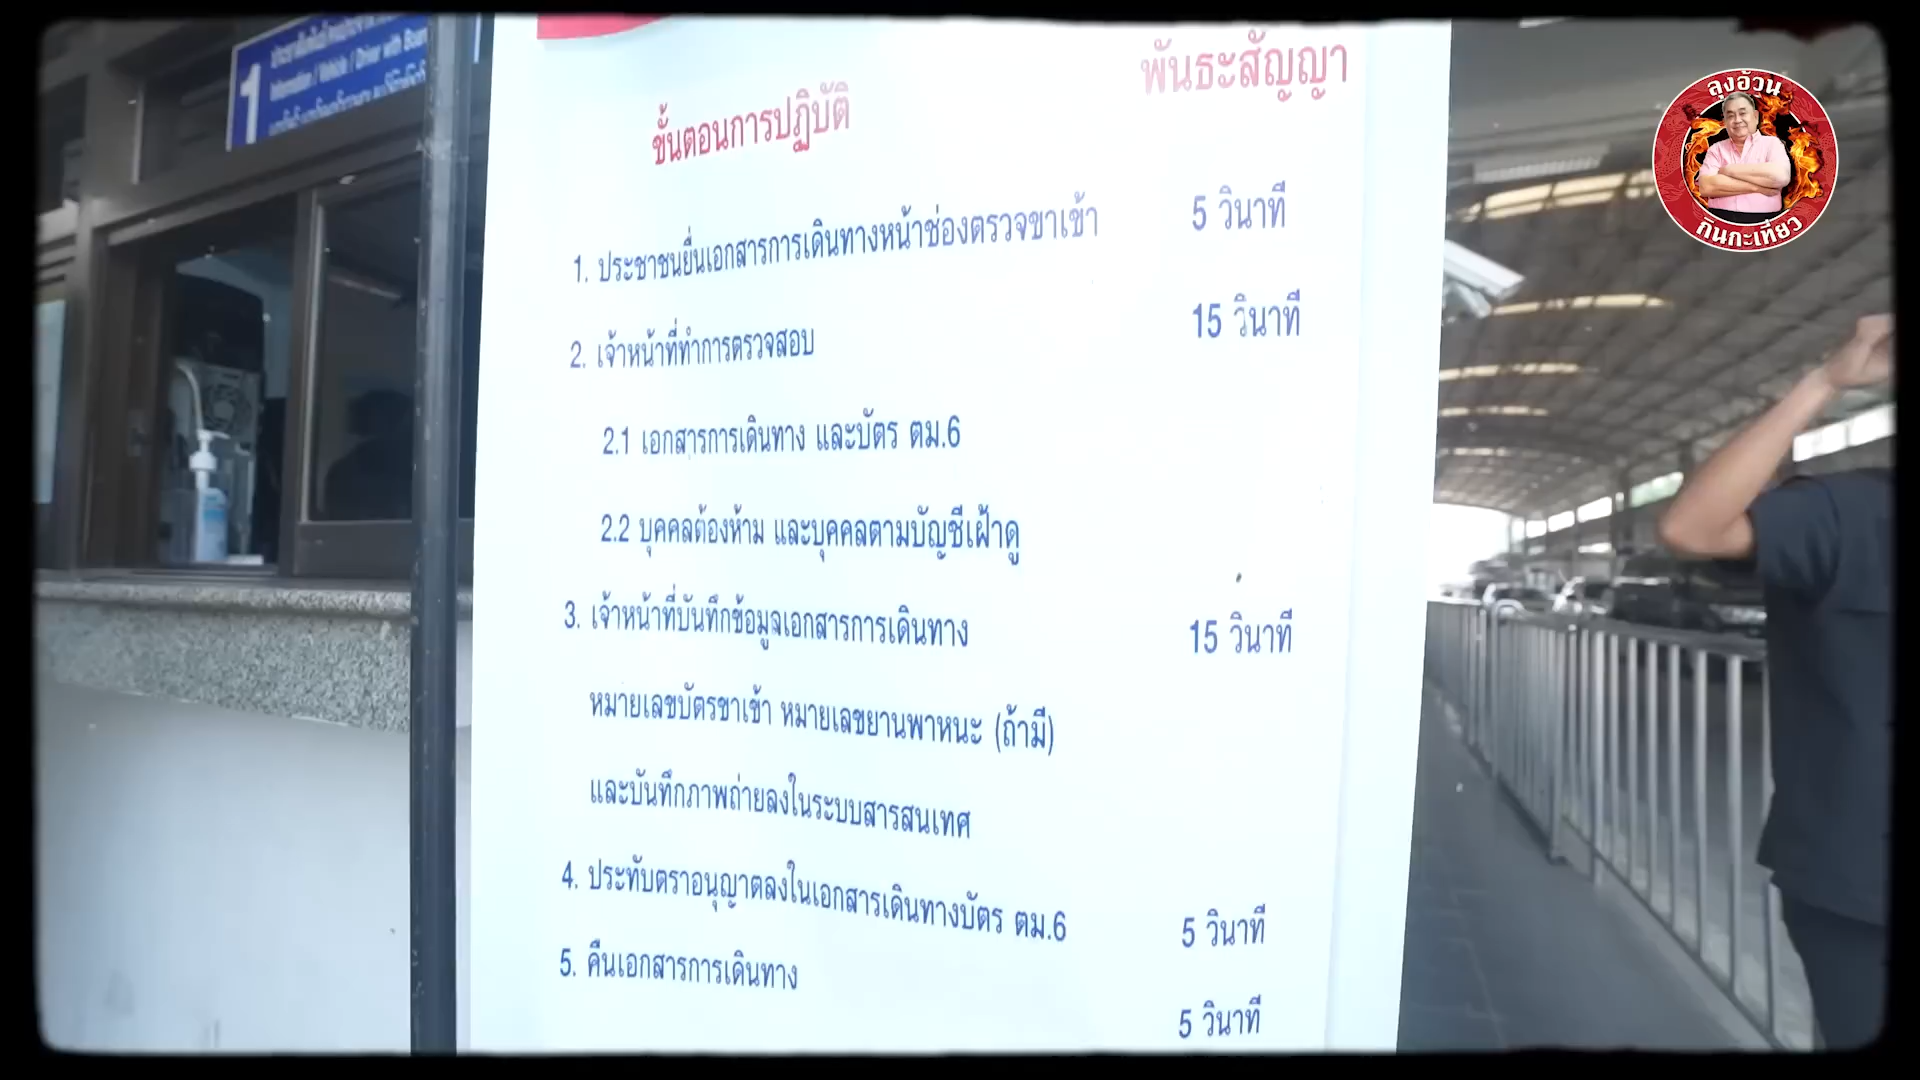 1
Information / Vehicle / Driver with
พันธะสัญญา
ขั้นตอนการปฏิบัติ
1. ประชาชนยื่นเอกสารการเดินทางหน้าช่องตรวจขาเข้า 5 วินาที
2. เจ้าหน้าที่ทำการตรวจสอบ 15 วินาที
2.1 เอกสารการเดินทาง และบัตร ตม.6
2.2 บุคคลต้องห้าม และบุคคลตามบัญชีเฝ้าดู
3. เจ้าหน้าที่บันทึกข้อมูลเอกสารการเดินทาง 15 วินาที
หมายเลขบัตรขาเข้า หมายเลขยานพาหนะ (ถ้ามี)
และบันทึกภาพถ่ายลงในระบบสารสนเทศ
4. ประทับตราอนุญาตลงในเอกสารเดินทางบัตร ตม.6 5 วินาที
5. คืนเอกสารการเดินทาง 5 วินาที
ลุงอ้วน
กินกะเที่ยว